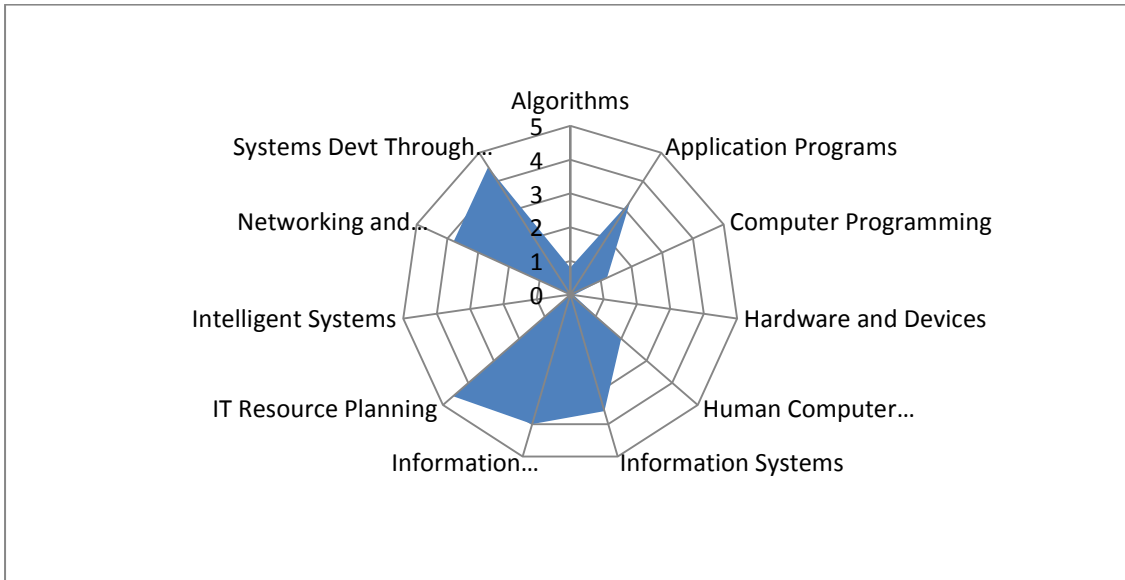 Algorithms
Application Programs
Computer Programming
Hardware and Devices
Human Computer…
Information Systems
Information…
IT Resource Planning
Intelligent Systems
Networking and…
Systems Devt Through…
5
4
3
2
1
0